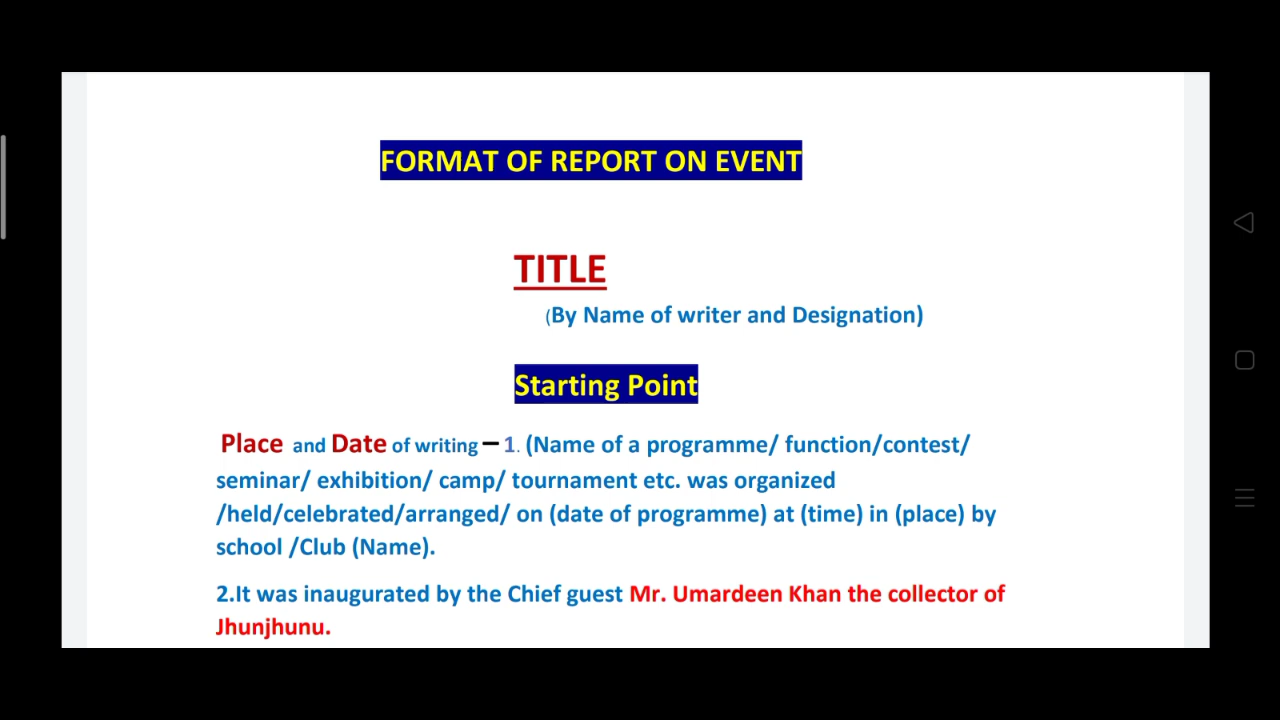 FORMAT OF REPORT ON EVENT
TITLE
(By Name of writer and Designation)
Starting Point
Place and Date of writing – 1. (Name of a programme/ function/contest/
seminar/ exhibition/ camp/ tournament etc. was organized
/held/celebrated/arranged/ on (date of programme) at (time) in (place) by
school /Club (Name).
2.It was inaugurated by the Chief guest Mr. Umardeen Khan the collector of
Jhunjhunu.